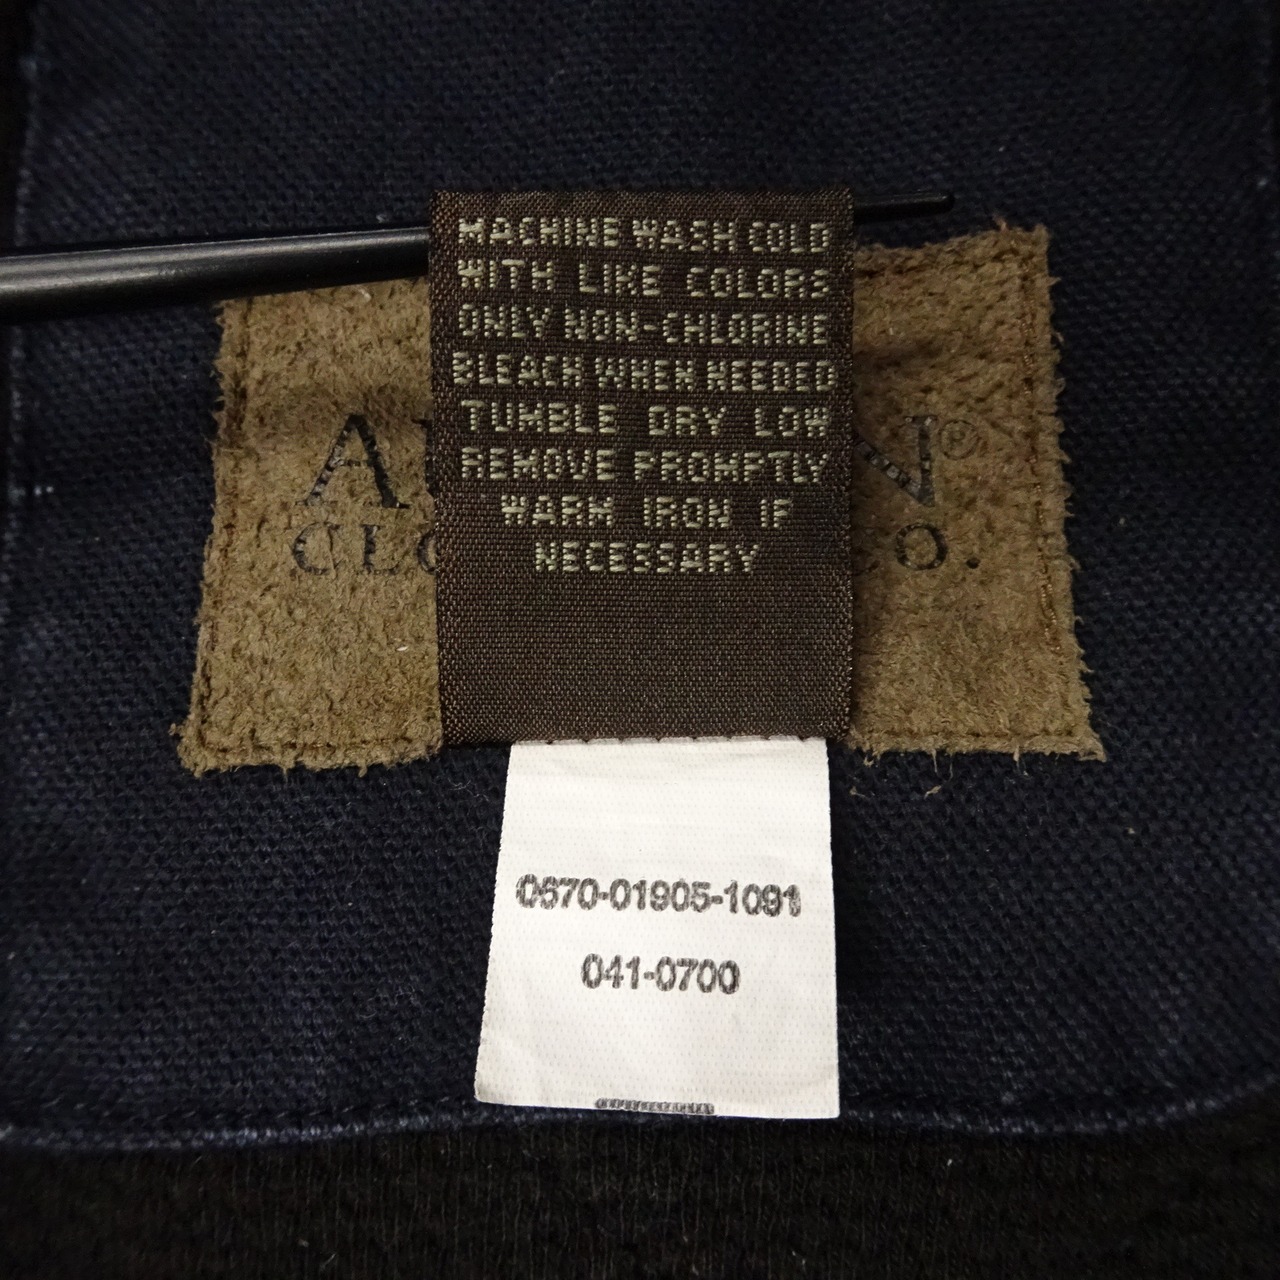 MACHINE WASH COLD
WITH LIKE COLORS
ONLY NON-CHLORINE
BLEACH WHEN NEEDED
TUMBLE DRY LOW
REMOVE PROMPTLY
WARM IRON IF
NECESSARY
0670-01905-1091
041-0700